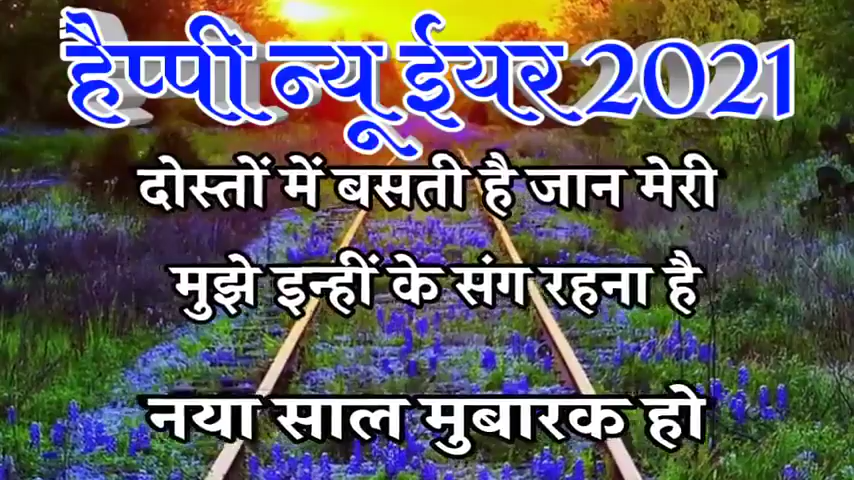 हैप्पी न्यू ईयर 2021
दोस्तों में बसती है जान मेरी
मुझे इन्हीं के संग रहना है
नया साल मुबारक हो